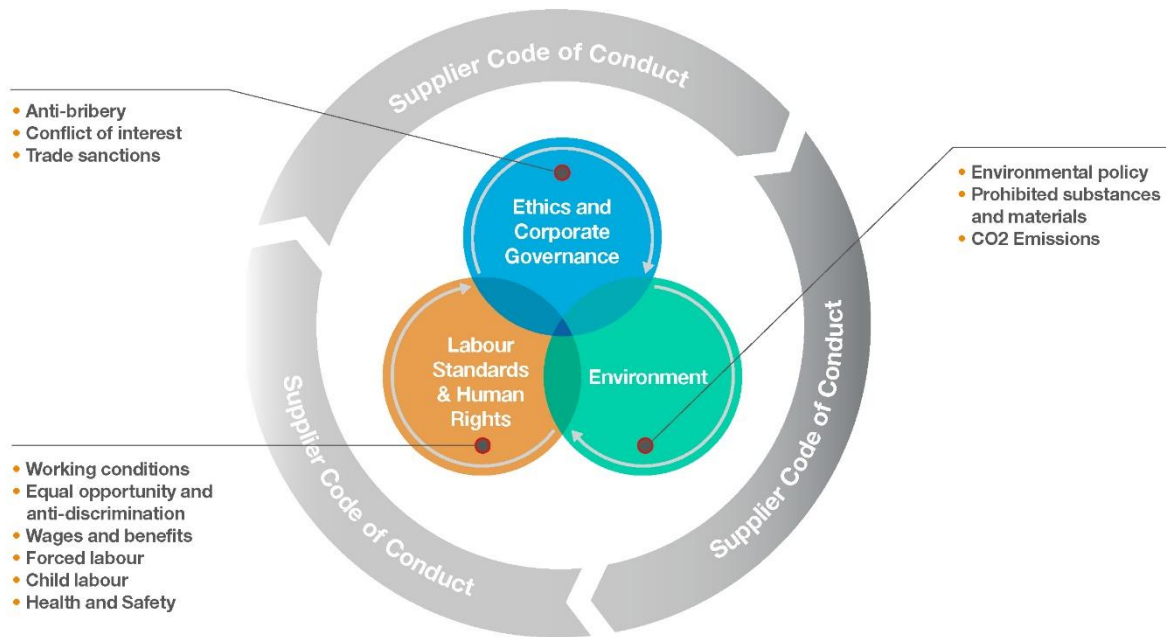 Supplier Code of Conduct
• Anti-bribery
• Conflict of interest
• Trade sanctions
Ethics and
Corporate
Governance
• Environmental policy
• Prohibited substances
and materials
• CO2 Emissions
Labour
Standards
& Human
Rights
Environment
Supplier Code of Conduct
Supplier Code of Conduct
• Working conditions
• Equal opportunity and
anti-discrimination
• Wages and benefits
• Forced labour
• Child labour
• Health and Safety